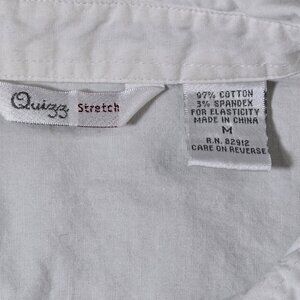 Quizz Stretch
97% COTTON
3% SPANDEX
FOR ELASTICITY
MADE IN CHINA
M
R.N. 82912
CARE ON REVERSE